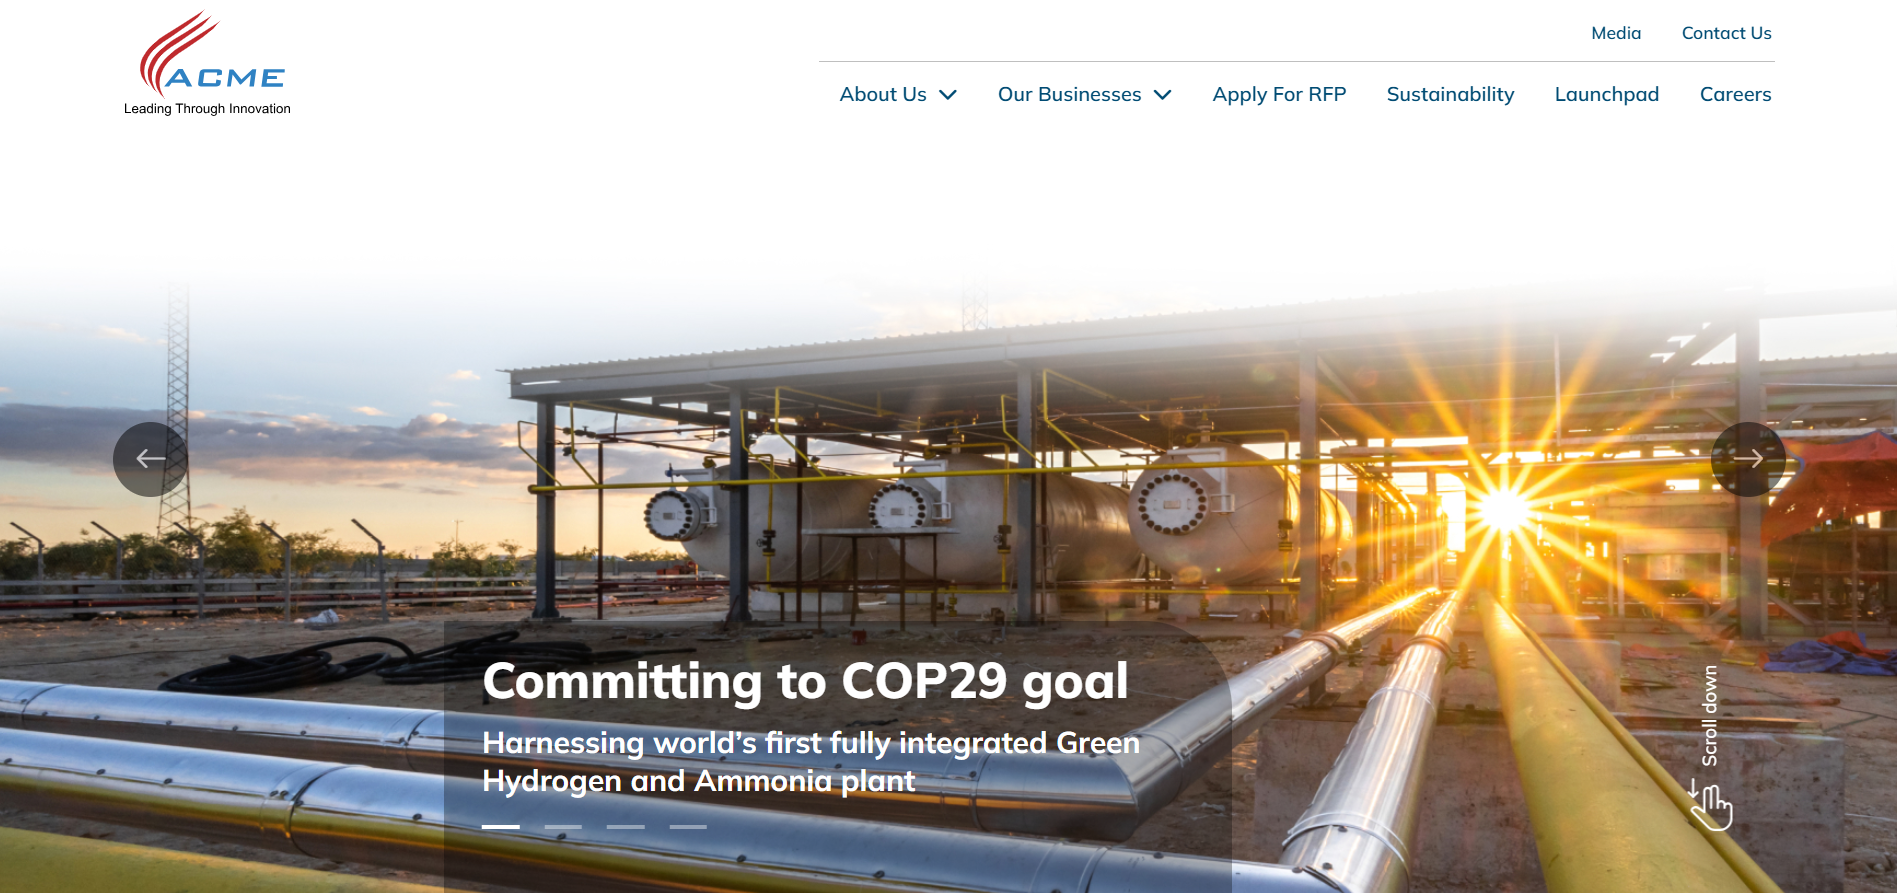 ACME
Leading Through Innovation
Media Contact Us
About Us Our Businesses Apply For RFP Sustainability Launchpad Careers
Committing to COP29 goal
Harnessing world’s first fully integrated Green
Hydrogen and Ammonia plant
Scroll down